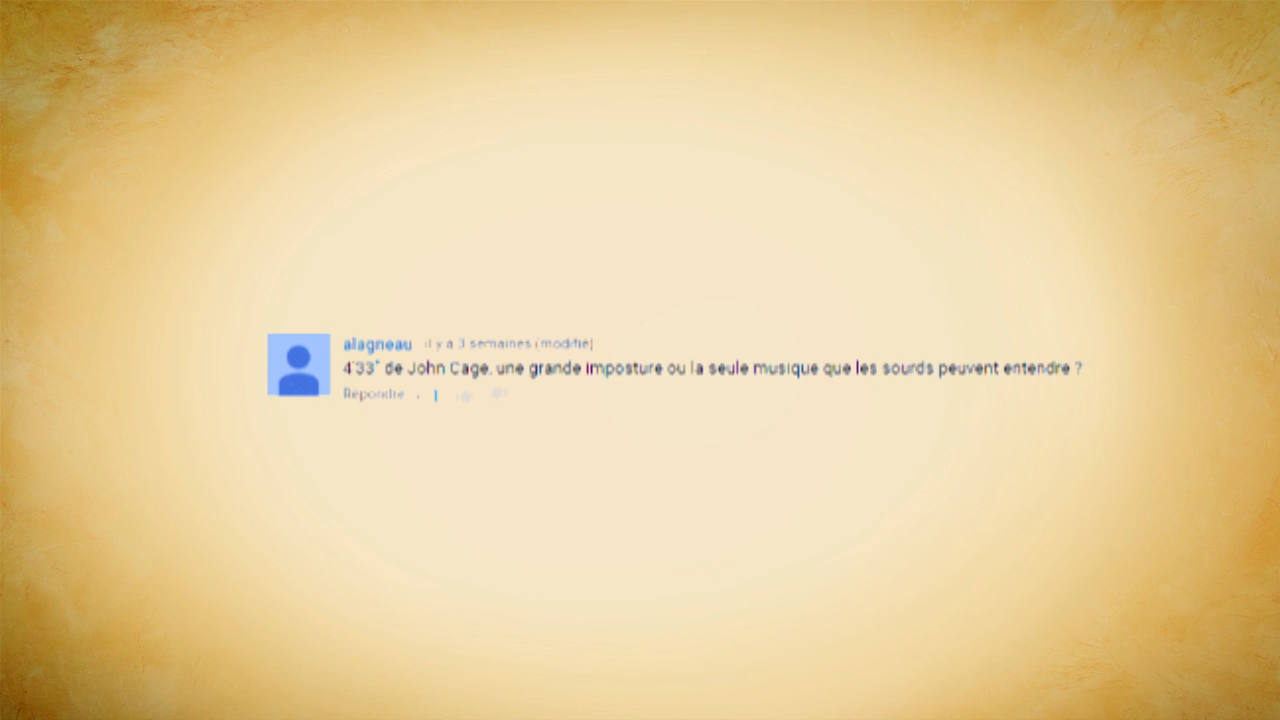 alagneau il y a 3 semaines (modifié)
4'33" de John Cage, une grande imposture ou la seule musique que les sourds peuvent entendre ?
Répondre